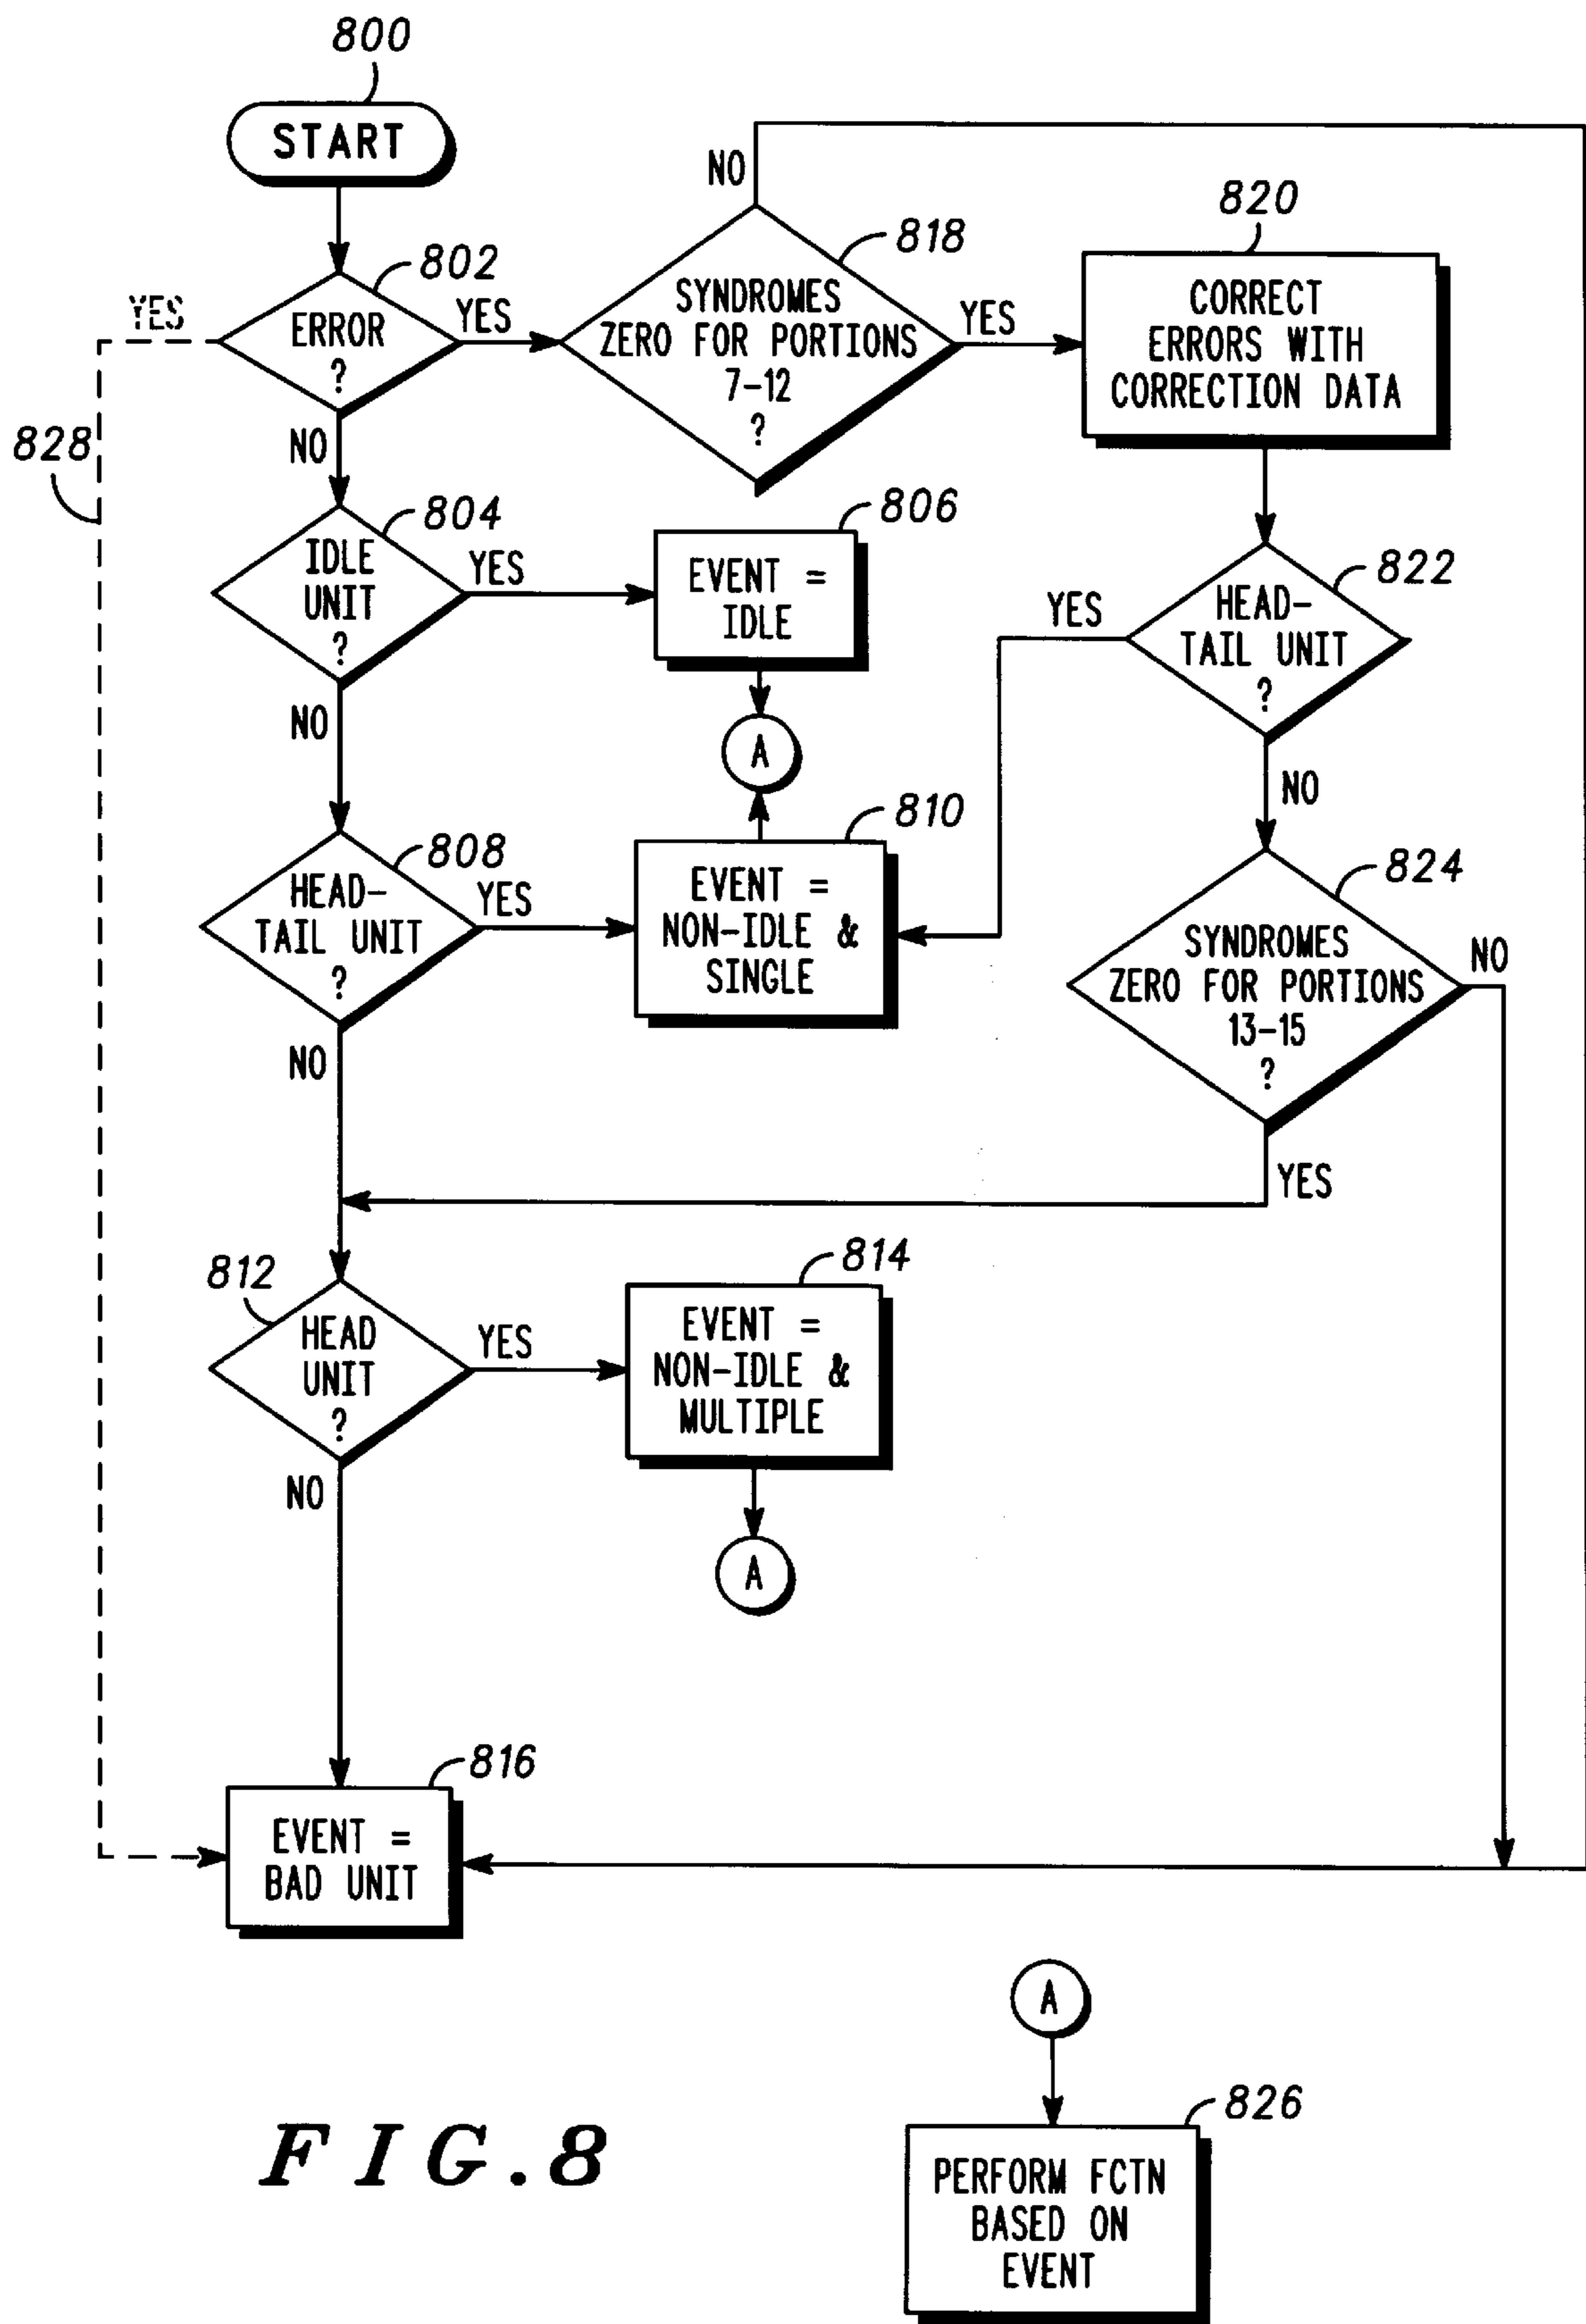 800
START
802
YES
ERROR
?
YES
NO
828
NO
818
SYNDROMES
ZERO FOR PORTIONS
7-12
?
YES
820
CORRECT
ERRORS WITH
CORRECTION DATA
804
IDLE
UNIT
?
YES
NO
806
EVENT =
IDLE
A
822
HEAD-
TAIL UNIT
?
YES
NO
808
HEAD-
TAIL UNIT
?
YES
NO
810
EVENT =
NON-IDLE &
SINGLE
824
SYNDROMES
ZERO FOR PORTIONS
13-15
?
NO
YES
812
HEAD
UNIT
?
YES
NO
814
EVENT =
NON-IDLE &
MULTIPLE
A
816
EVENT =
BAD UNIT
A
826
PERFORM FCTN
BASED ON
EVENT
FIG.8